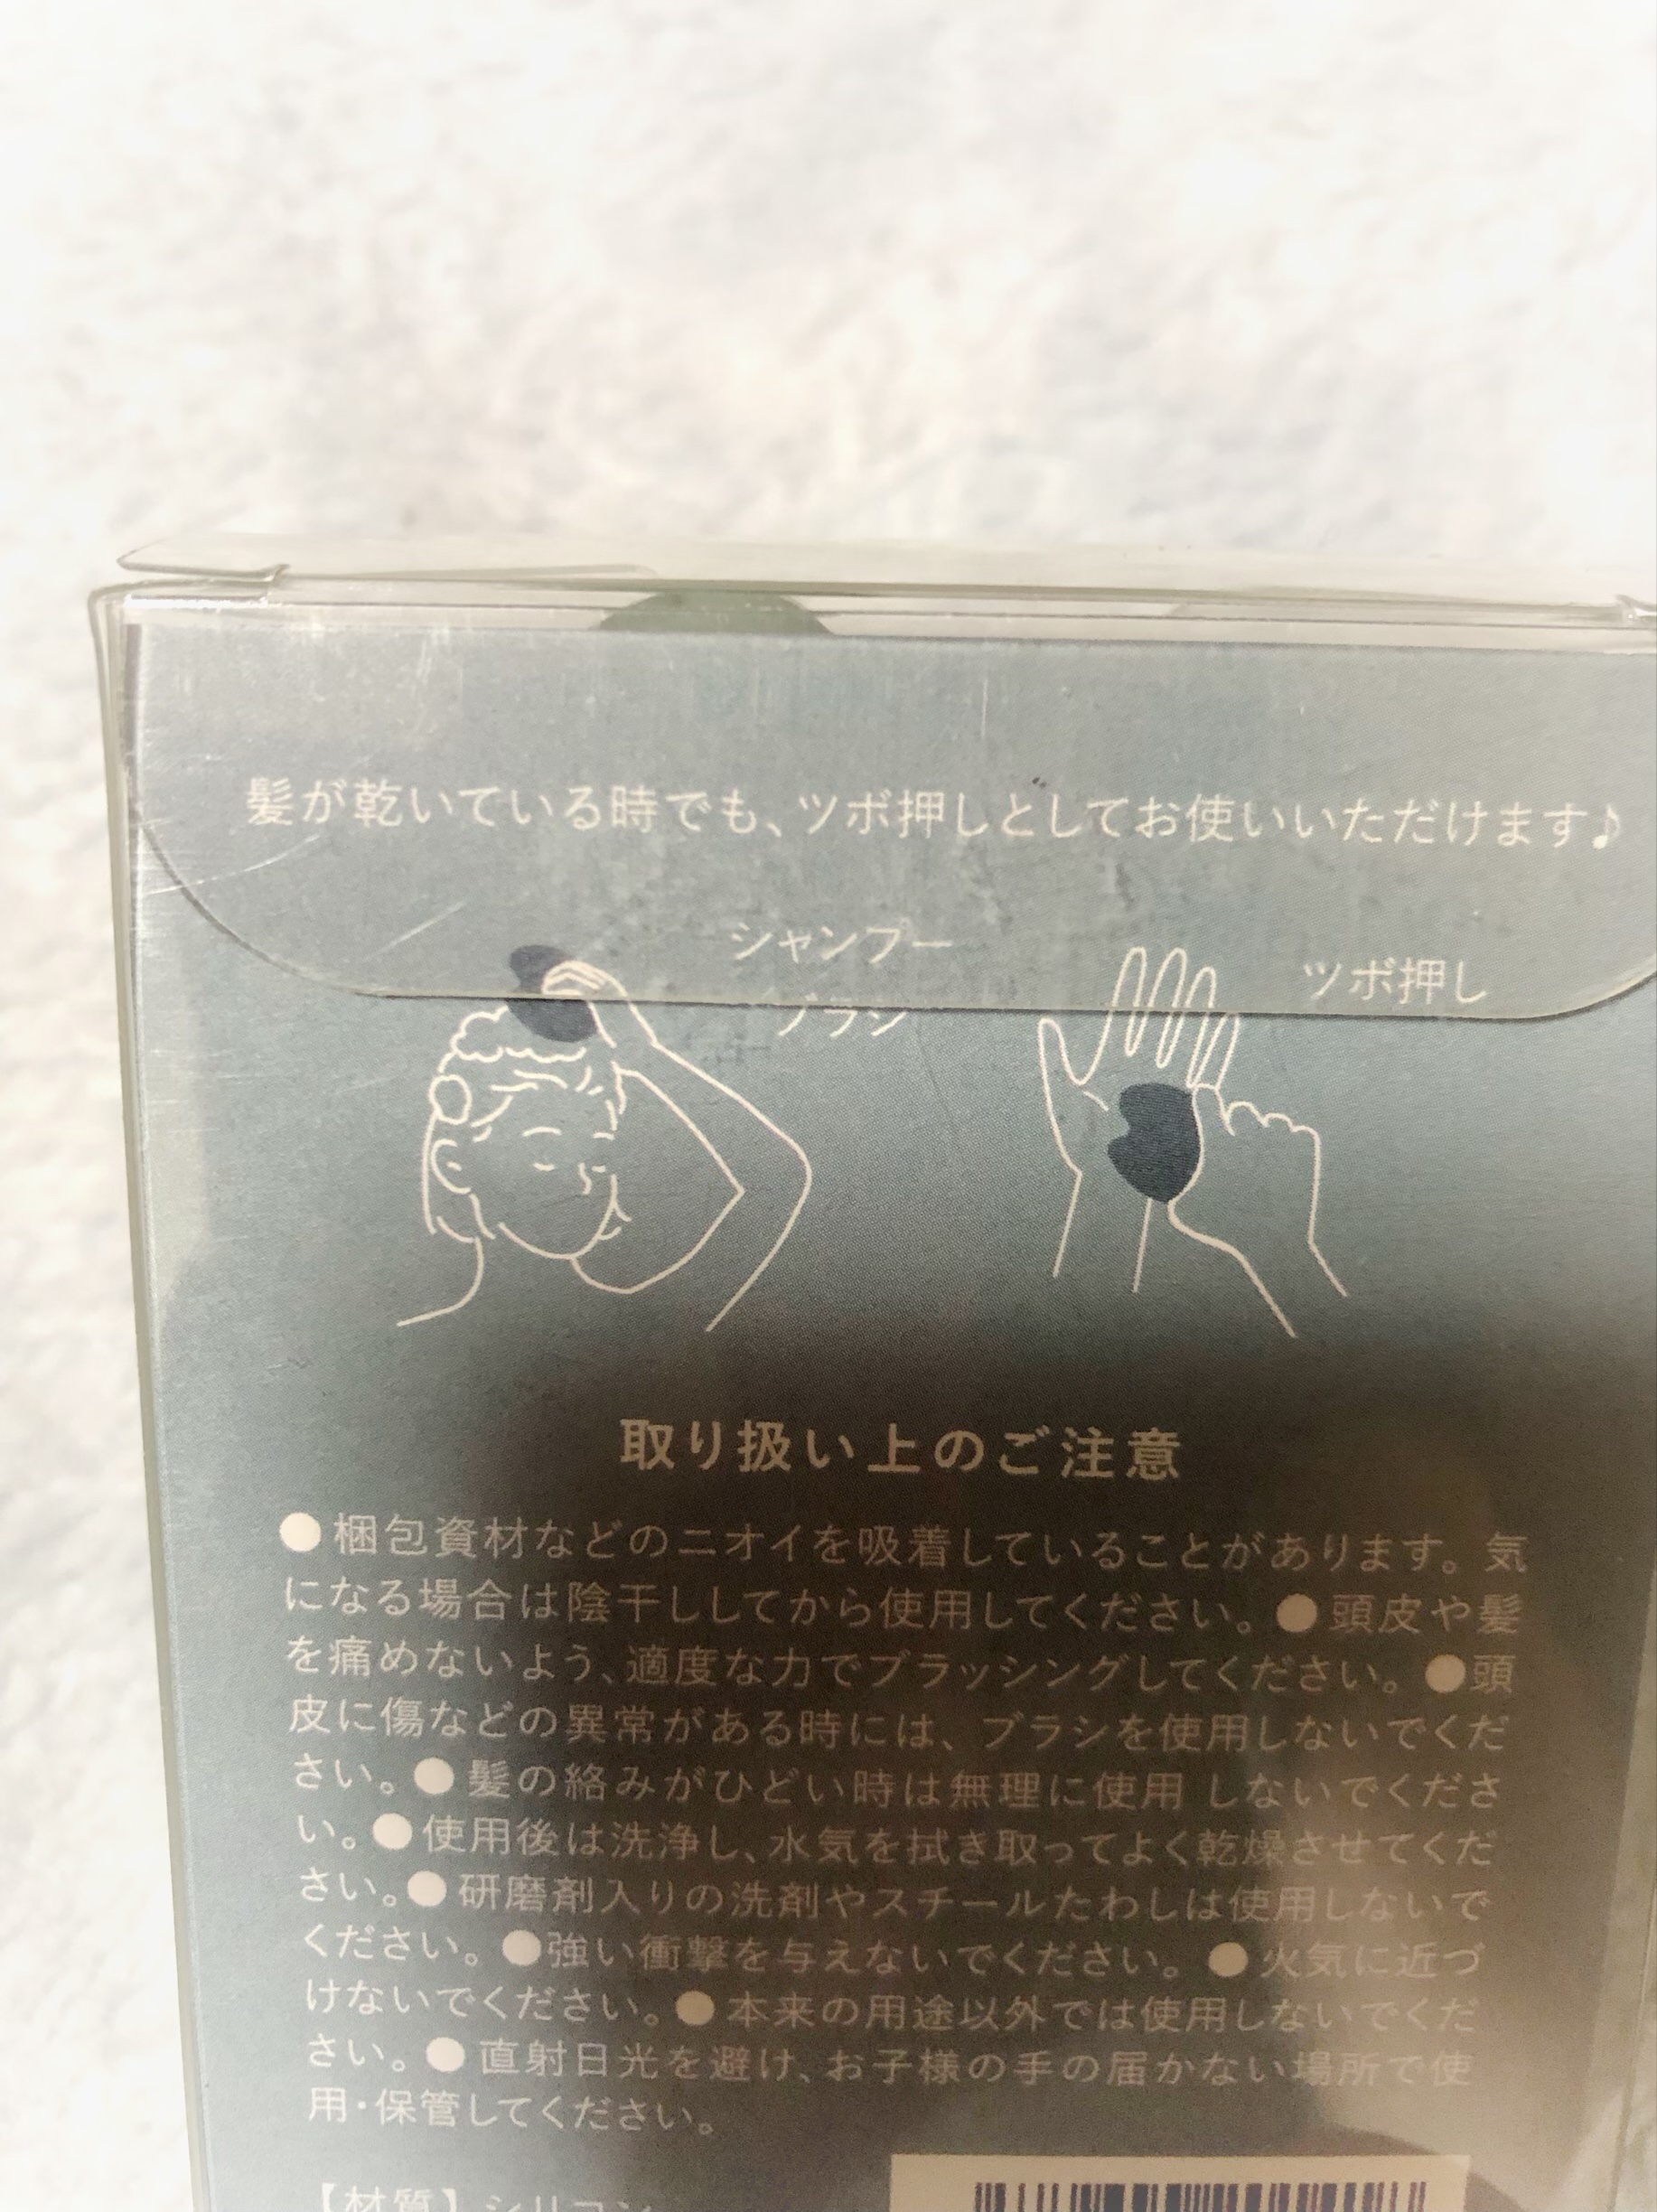 髪が乾いている時でも、ツボ押しとしてお使いいただけます♪
シャンプー
ブラシ
ツボ押し
取り扱い上のご注意
●梱包資材などのニオイを吸着していることがあります。気
になる場合は陰干ししてから使用してください。●頭皮や髪
を痛めないよう、適度な力でブラッシングしてください。●頭
皮に傷などの異常がある時には、ブラシを使用しないでくだ
さい。●髪の絡みがひどい時は無理に使用 しないでくださ
い。●使用後は洗浄し、水気を拭き取ってよく乾燥させてくだ
さい。●研磨剤入りの洗剤やスチールたわしは使用しないで
ください。●強い衝撃を与えないでください。●火気に近づ
けないでください。●本来の用途以外では使用しないでくだ
さい。●直射日光を避け、お子様の手の届かない場所で使
用・保管してください。
【材質】シリコン